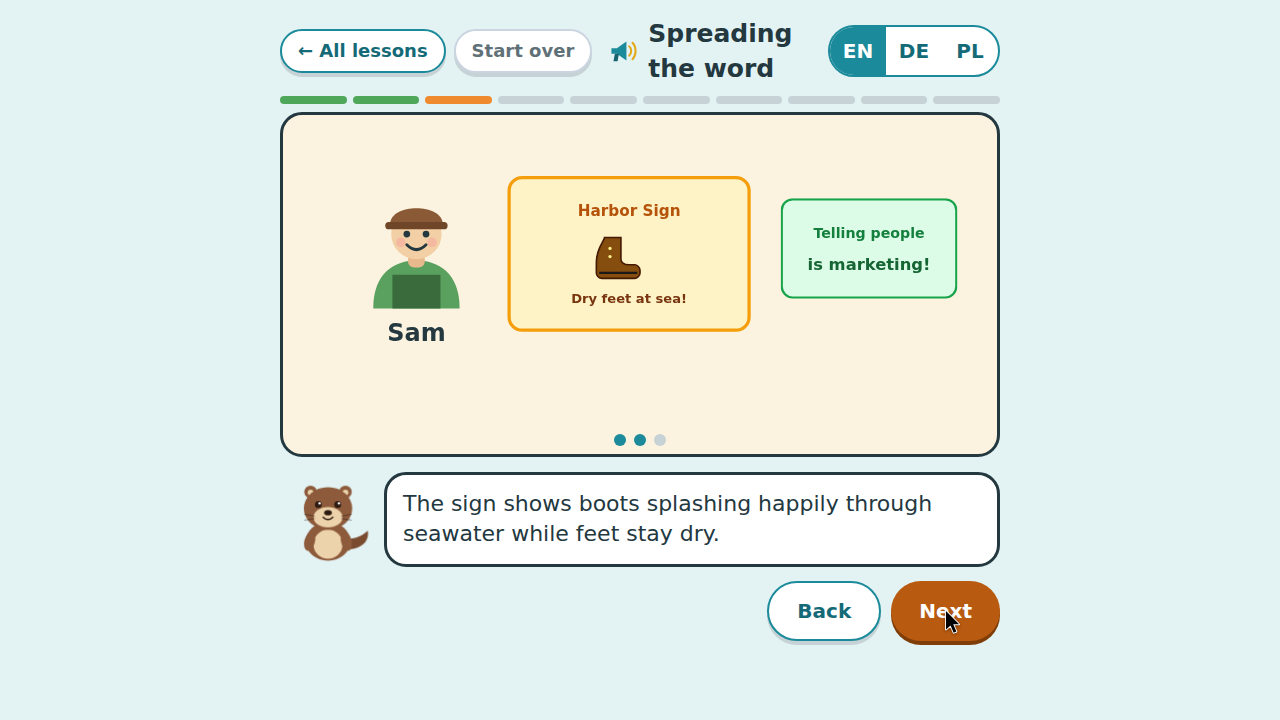 ← All lessons
Start over
Spreading
the word
EN
DE
PL
Harbor Sign
Dry feet at sea!
Telling people
is marketing!
Sam
The sign shows boots splashing happily through
seawater while feet stay dry.
Back
Next